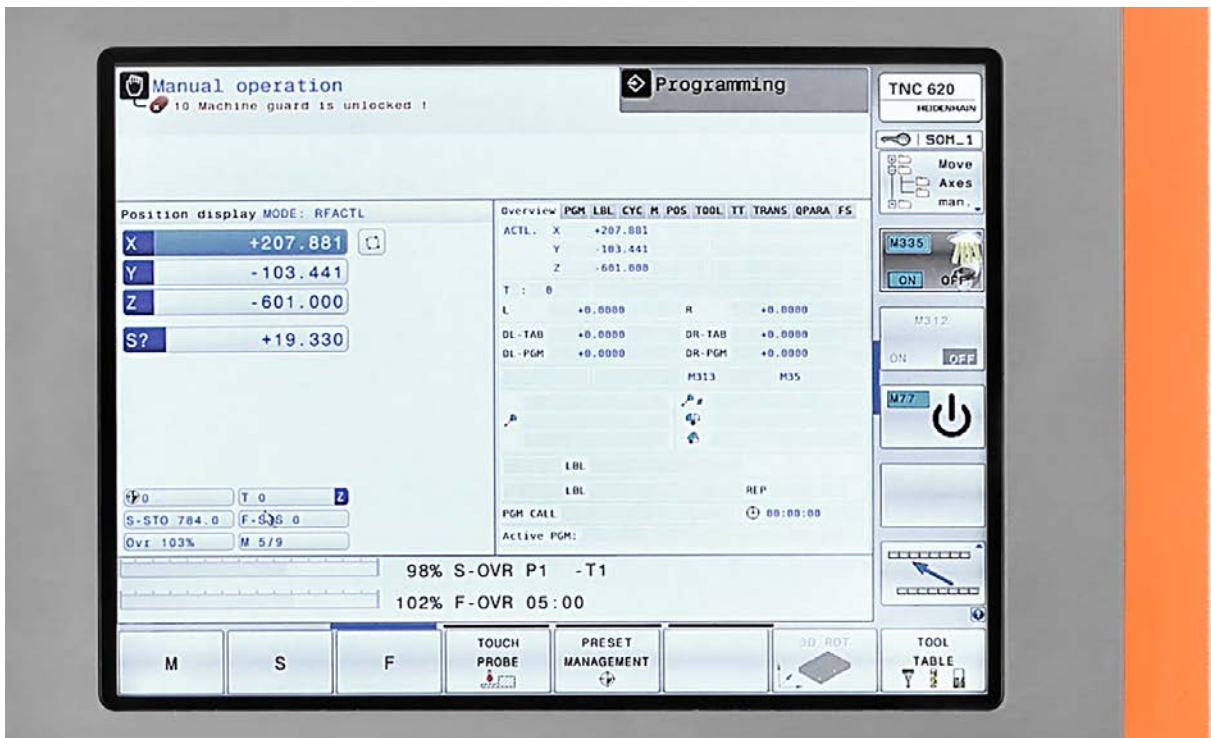 Manual operation
10 Machine guard is unlocked !
Programming
TNC 620
HEIDENHAIN
SOM_1
Move
Axes
man.
Position display MODE: RFACTL
X +207.881
Y -103.441
Z -601.000
S? +19.330
Overview PGM LBL CYC M POS TOOL TT TRANS QPARA FS
ACTL. X +207.881
Y -103.441
Z -601.000
T : 0
L +0.0000 R +0.0000
DL-TAB +0.0000 DR-TAB +0.0000
DL-PGM +0.0000 DR-PGM +0.0000
M313 M35
LBL
LBL REP
PGM CALL 00:00:00
Active PGM:
M335
ON OFF
M312
ON OFF
M77
0 T 0 Z
S-STO 784.0 F-SOS 0
Ovr 103% M 5/9
98% S-OVR P1 -T1
102% F-OVR 05:00
M
S
F
TOUCH
PROBE
PRESET
MANAGEMENT
3D ROT
TOOL
TABLE